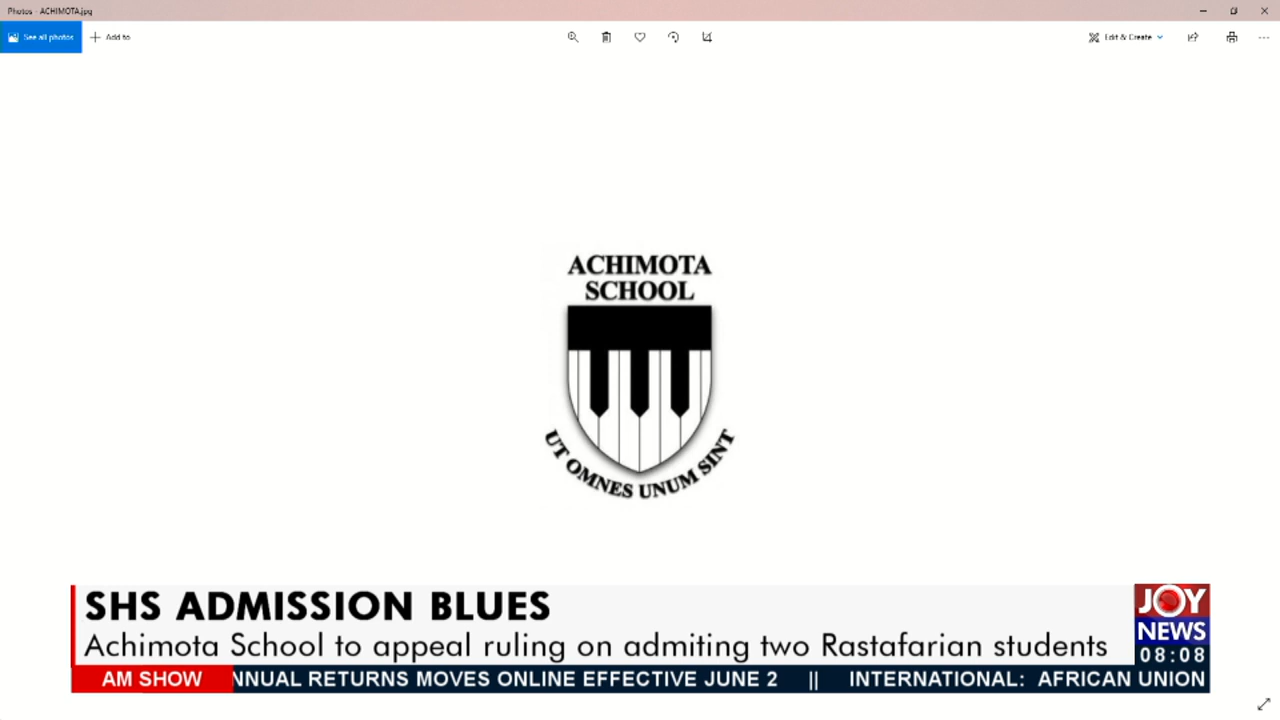 Photos - ACHIMOTA.jpg
See all photos
Add to
Edit & Create
ACHIMOTA
SCHOOL
UT OMNES UNUM SINT
SHS ADMISSION BLUES
Achimota School to appeal ruling on admiting two Rastafarian students
JOY
NEWS
08:08
AM SHOW
NNUAL RETURNS MOVES ONLINE EFFECTIVE JUNE 2 || INTERNATIONAL: AFRICAN UNION